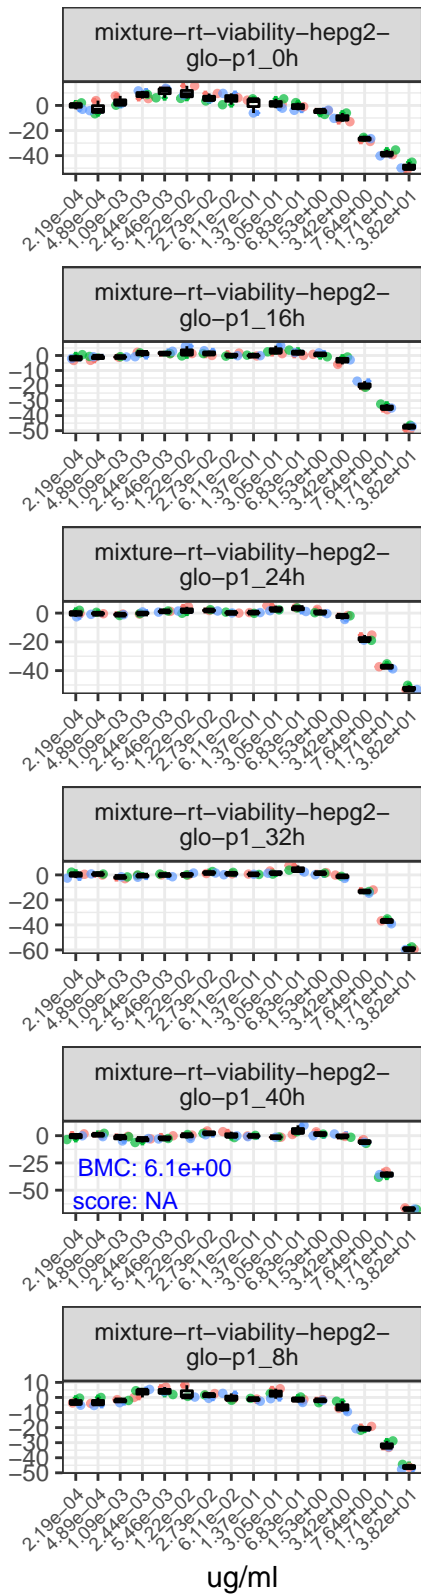 mixture−rt−viability−hepg2−
glo−p1_0h
0
−20
−40
2.19e−04
4.89e−04
1.09e−03
2.44e−03
5.46e−03
1.22e−02
2.73e−02
6.11e−02
1.37e−01
3.05e−01
6.83e−01
1.53e+00
3.42e+00
7.64e+00
1.71e+01
3.82e+01
mixture−rt−viability−hepg2−
glo−p1_16h
0
−10
−20
−30
−40
−50
2.19e−04
4.89e−04
1.09e−03
2.44e−03
5.46e−03
1.22e−02
2.73e−02
6.11e−02
1.37e−01
3.05e−01
6.83e−01
1.53e+00
3.42e+00
7.64e+00
1.71e+01
3.82e+01
mixture−rt−viability−hepg2−
glo−p1_24h
0
−20
−40
2.19e−04
4.89e−04
1.09e−03
2.44e−03
5.46e−03
1.22e−02
2.73e−02
6.11e−02
1.37e−01
3.05e−01
6.83e−01
1.53e+00
3.42e+00
7.64e+00
1.71e+01
3.82e+01
mixture−rt−viability−hepg2−
glo−p1_32h
0
−20
−40
−60
2.19e−04
4.89e−04
1.09e−03
2.44e−03
5.46e−03
1.22e−02
2.73e−02
6.11e−02
1.37e−01
3.05e−01
6.83e−01
1.53e+00
3.42e+00
7.64e+00
1.71e+01
3.82e+01
mixture−rt−viability−hepg2−
glo−p1_40h
0
−25
−50
BMC: 6.1e+00
score: NA
2.19e−04
4.89e−04
1.09e−03
2.44e−03
5.46e−03
1.22e−02
2.73e−02
6.11e−02
1.37e−01
3.05e−01
6.83e−01
1.53e+00
3.42e+00
7.64e+00
1.71e+01
3.82e+01
mixture−rt−viability−hepg2−
glo−p1_8h
10
0
−10
−20
−30
−40
−50
2.19e−04
4.89e−04
1.09e−03
2.44e−03
5.46e−03
1.22e−02
2.73e−02
6.11e−02
1.37e−01
3.05e−01
6.83e−01
1.53e+00
3.42e+00
7.64e+00
1.71e+01
3.82e+01
ug/ml